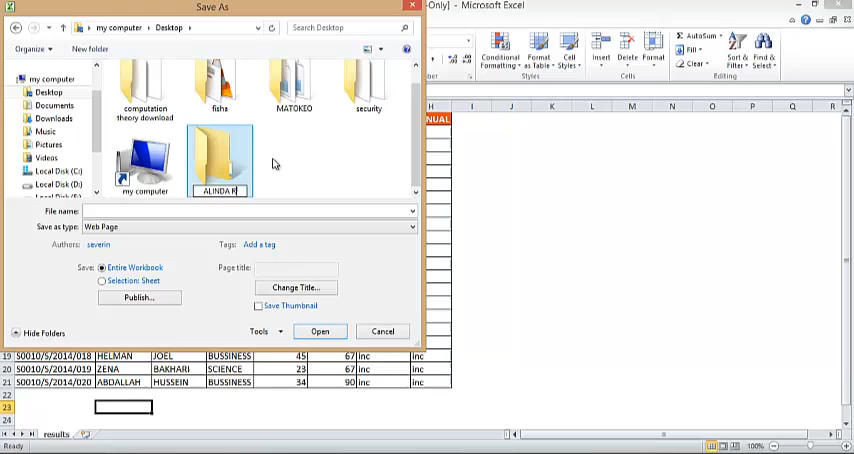 Save As
-Only] - Microsoft Excel
my computer ▸ Desktop ▸
Search Desktop
Organize
New folder
my computer
Desktop
Documents
Downloads
Music
Pictures
Videos
Local Disk (C:)
Local Disk (D:)
computation
theory download
fisha
MATOKEO
security
my computer
ALINDA R
File name:
Save as type: Web Page
Authors: severin
Tags: Add a tag
Save: Entire Workbook
Selection: Sheet
Publish...
Page title:
Change Title...
Save Thumbnail
Hide Folders
Tools
Open
Cancel
Conditional
Formatting
Format
as Table
Cell
Styles
Styles
Insert
Delete
Format
Cells
Σ AutoSum
Fill
Clear
Sort &
Filter
Find &
Select
Editing
H I J K L M N O P Q R
NUAL
19 S0010/S/2014/018 HELMAN JOEL BUSSINESS 45 67 inc inc
20 S0010/S/2014/019 ZENA BAKHARI SCIENCE 23 67 inc inc
21 S0010/S/2014/020 ABDALLAH HUSSEIN BUSSINESS 34 90 inc inc
22
23
24
results
Ready
100%